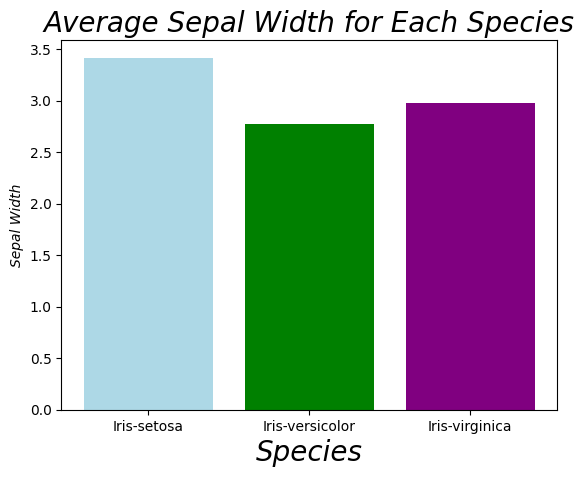 Average Sepal Width for Each Species
3.5
3.0
2.5
2.0
1.5
1.0
0.5
0.0
Sepal Width
Iris-setosa Iris-versicolor Iris-virginica
Species